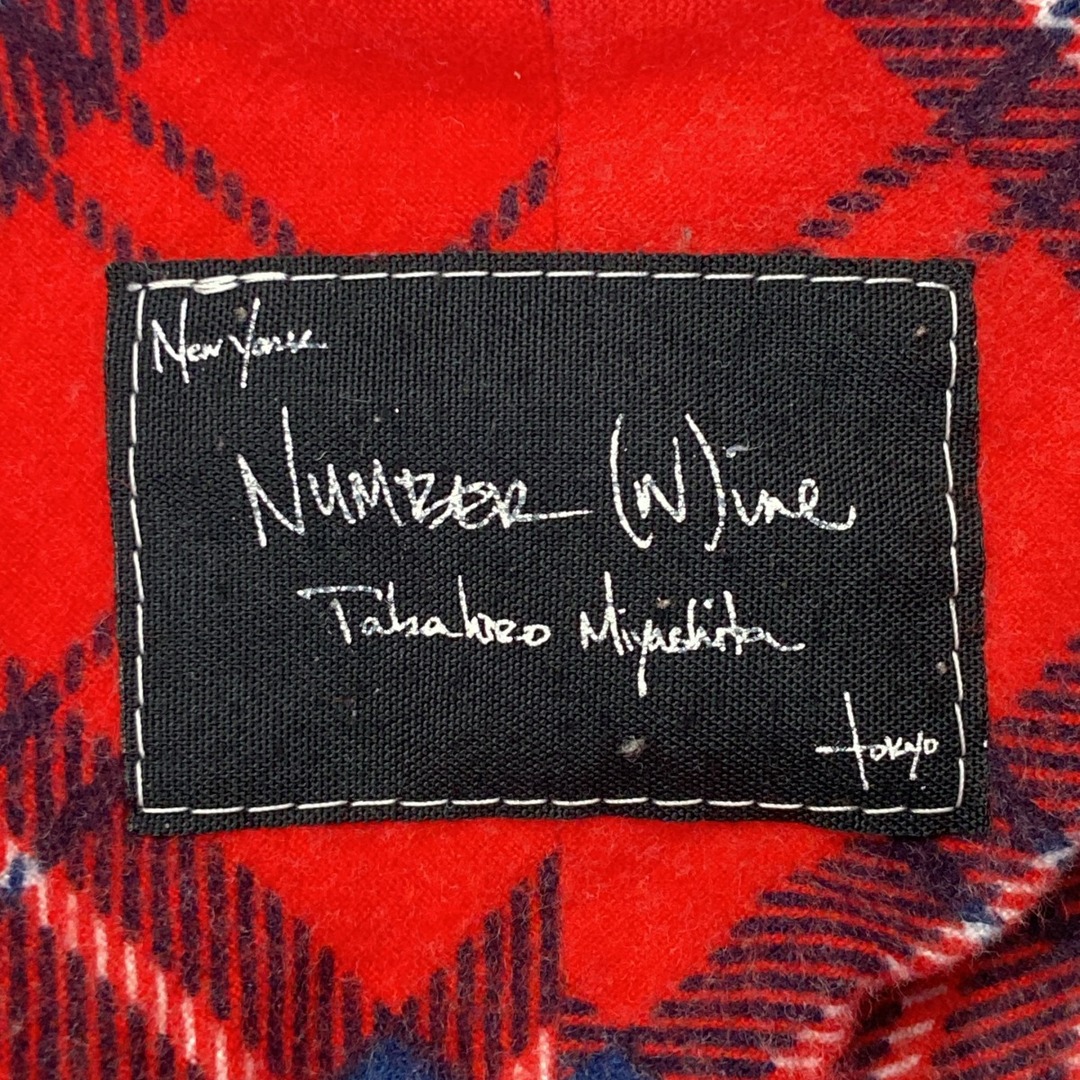 New York
NUMBER (N)ine
Takahiro Miyashita
tokyo